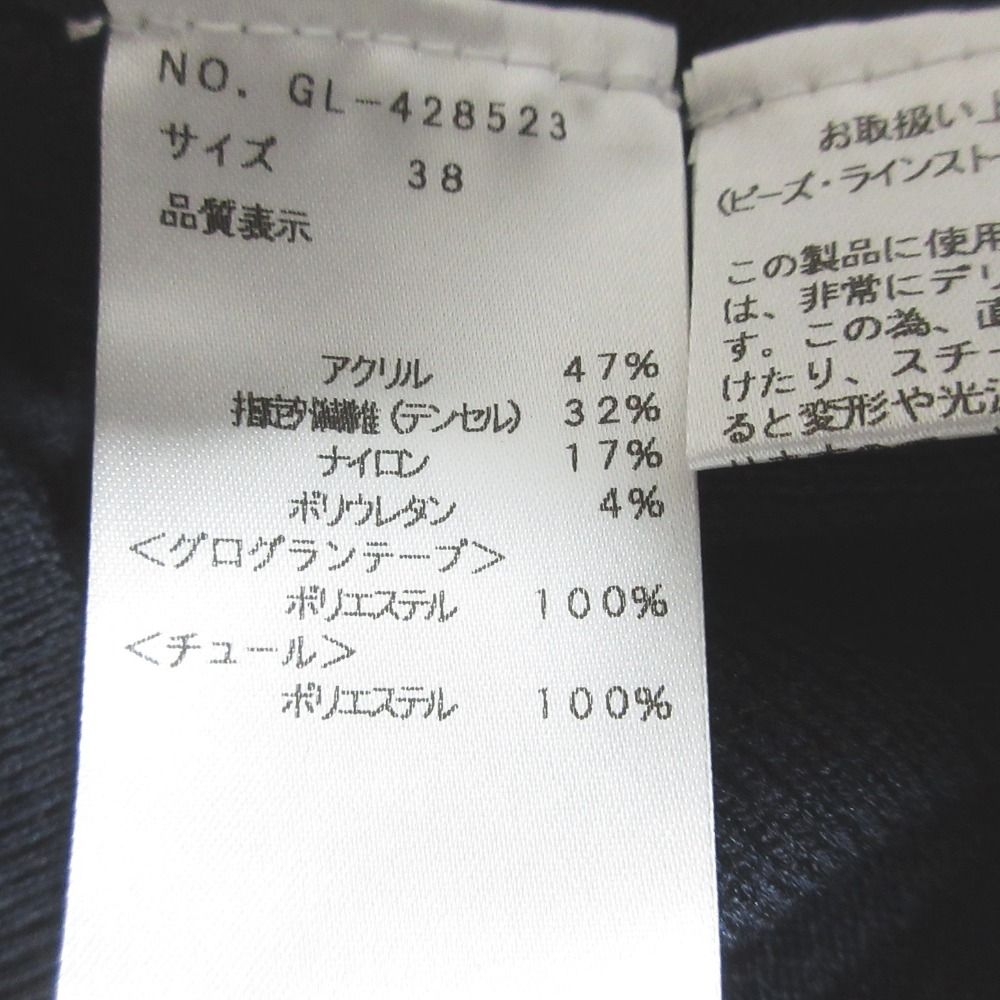 NO. GL-428523
サイズ 38
品質表示
アクリル 47%
指定外繊維(テンセル) 32%
ナイロン 17%
ポリウレタン 4%
<グログランテープ>
ポリエステル 100%
<チュール>
ポリエステル 100%
お取扱い上
(ビーズ・ラインスト
この製品に使用
は、非常にデリ
す。この為、直
けたり、スチー
ると変形や光沢